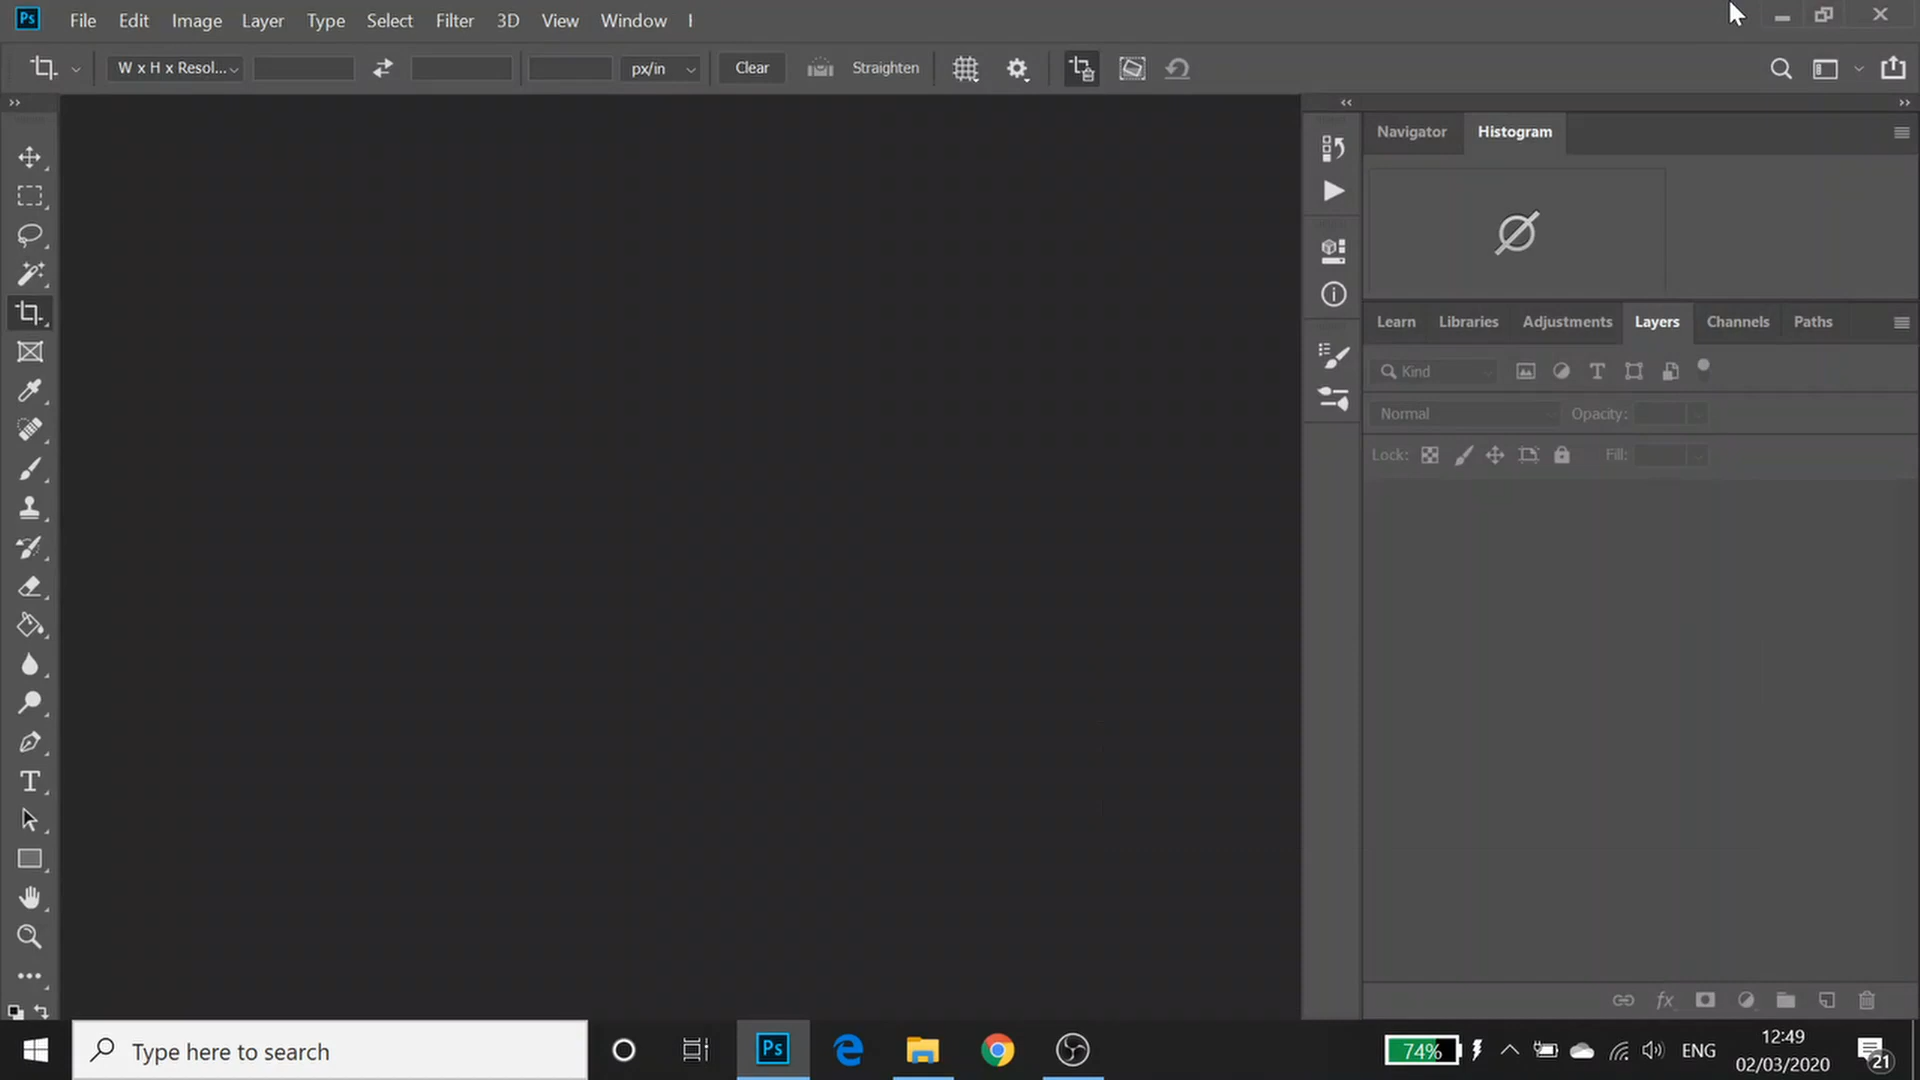 Ps File Edit Image Layer Type Select Filter 3D View Window
W x H x Resol... px/in Clear Straighten
Navigator Histogram
Learn Libraries Adjustments Layers Channels Paths
Kind
Normal Opacity:
Lock: Fill:
T
Type here to search Ps 74% ENG 12:49
02/03/2020 21